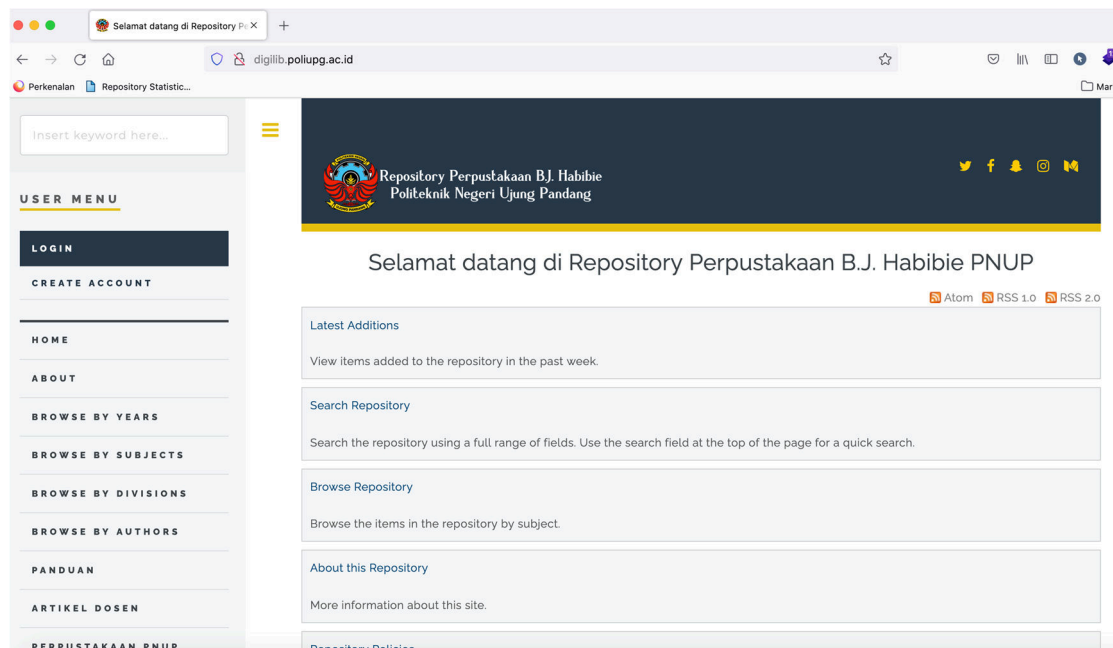 Selamat datang di Repository Pe
digilib.poliupg.ac.id
Perkenalan
Repository Statistic...
Mar
Insert keyword here...
USER MENU
LOGIN
CREATE ACCOUNT
HOME
ABOUT
BROWSE BY YEARS
BROWSE BY SUBJECTS
BROWSE BY DIVISIONS
BROWSE BY AUTHORS
PANDUAN
ARTIKEL DOSEN
PERPUSTAKAAN PNUP
Repository Perpustakaan B.J. Habibie
Politeknik Negeri Ujung Pandang
Selamat datang di Repository Perpustakaan B.J. Habibie PNUP
Atom RSS 1.0 RSS 2.0
Latest Additions
View items added to the repository in the past week.
Search Repository
Search the repository using a full range of fields. Use the search field at the top of the page for a quick search.
Browse Repository
Browse the items in the repository by subject.
About this Repository
More information about this site.
Repository Policies